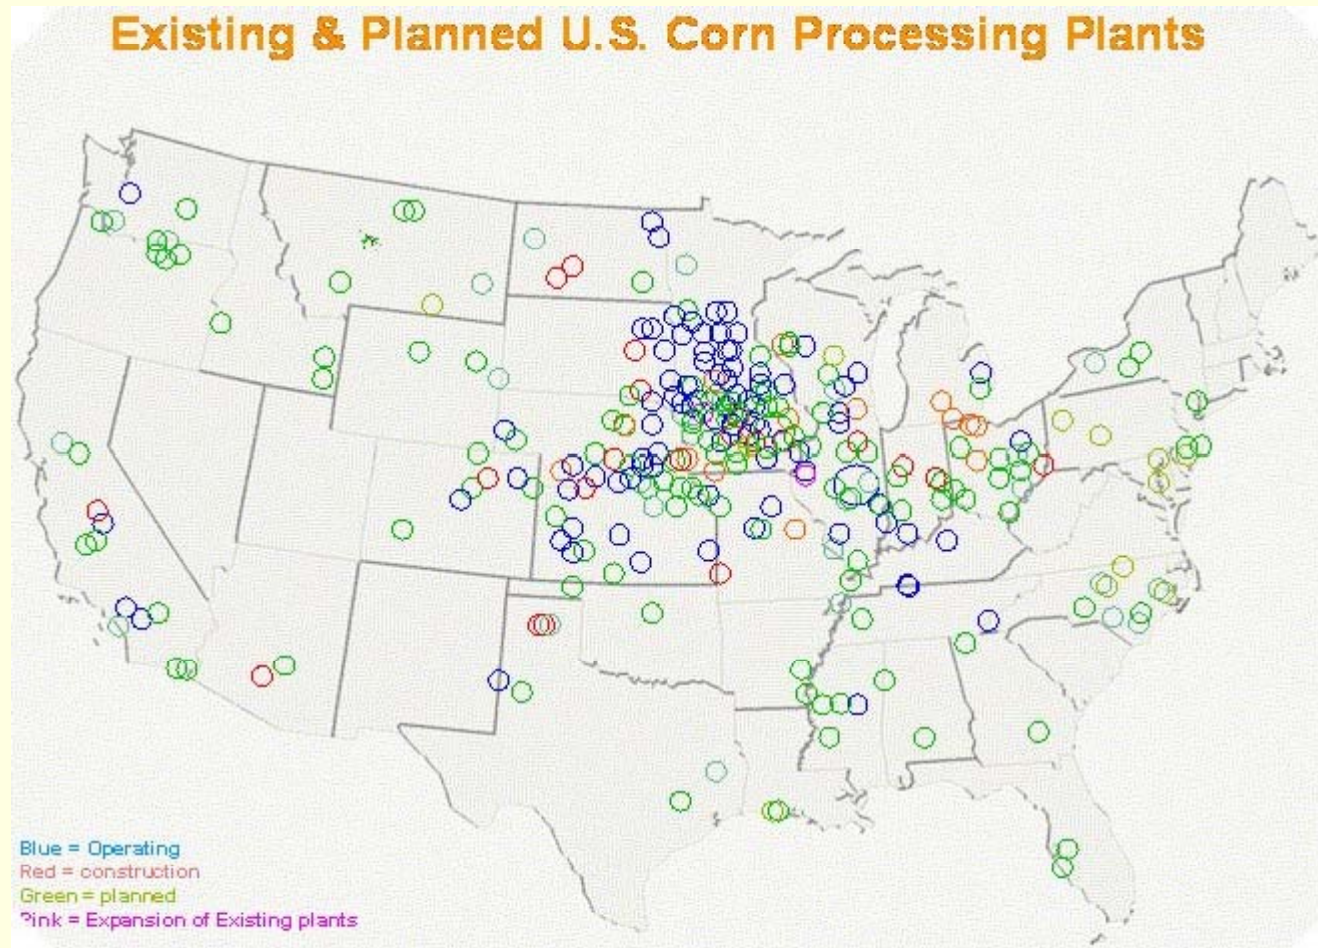 Existing & Planned U.S. Corn Processing Plants
Blue = Operating
Red = construction
Green = planned
Pink = Expansion of Existing plants